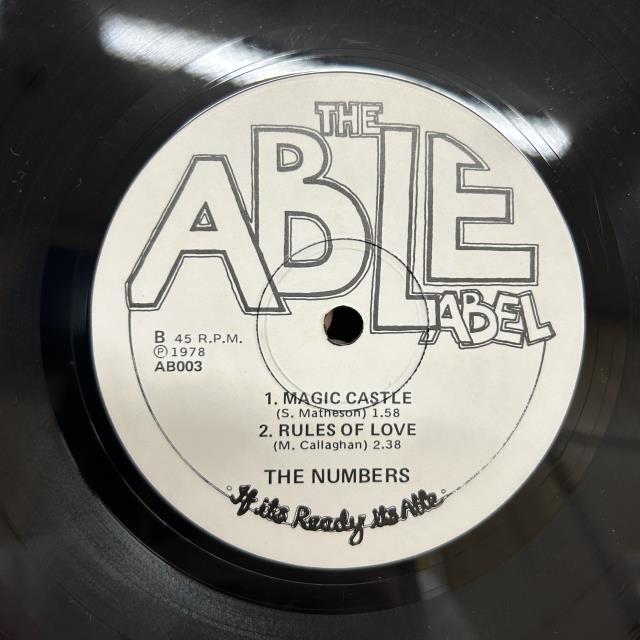 THE
ABLE
LABEL
B 45 R.P.M.
℗ 1978
AB003
1. MAGIC CASTLE
(S. Matheson) 1.58
2. RULES OF LOVE
(M. Callaghan) 2.38
THE NUMBERS
If its Ready its Able